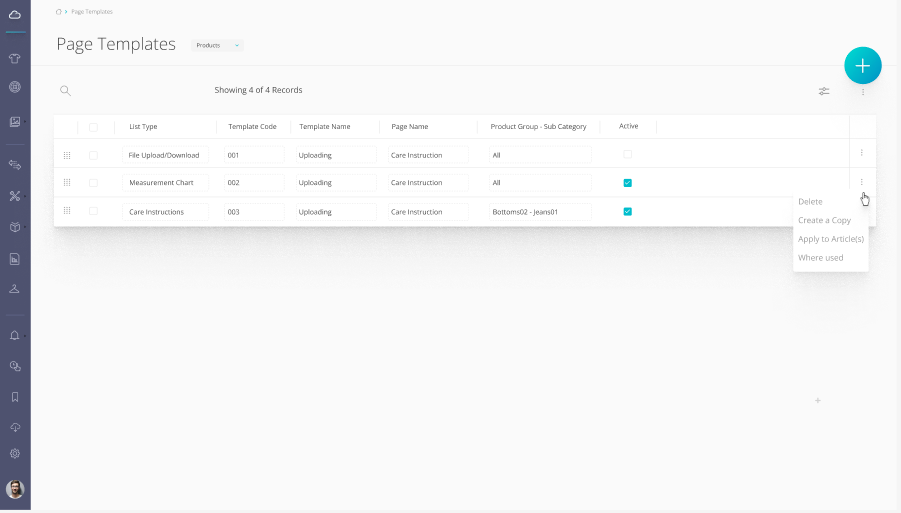 Page Templates
Page Templates
Products
Showing 4 of 4 Records
List Type Template Code Template Name Page Name Product Group - Sub Category Active
File Upload/Download 001 Uploading Care Instruction All
Measurement Chart 002 Uploading Care Instruction All
Care Instructions 003 Uploading Care Instruction Bottoms02 - Jeans01
Delete
Create a Copy
Apply to Article(s)
Where used